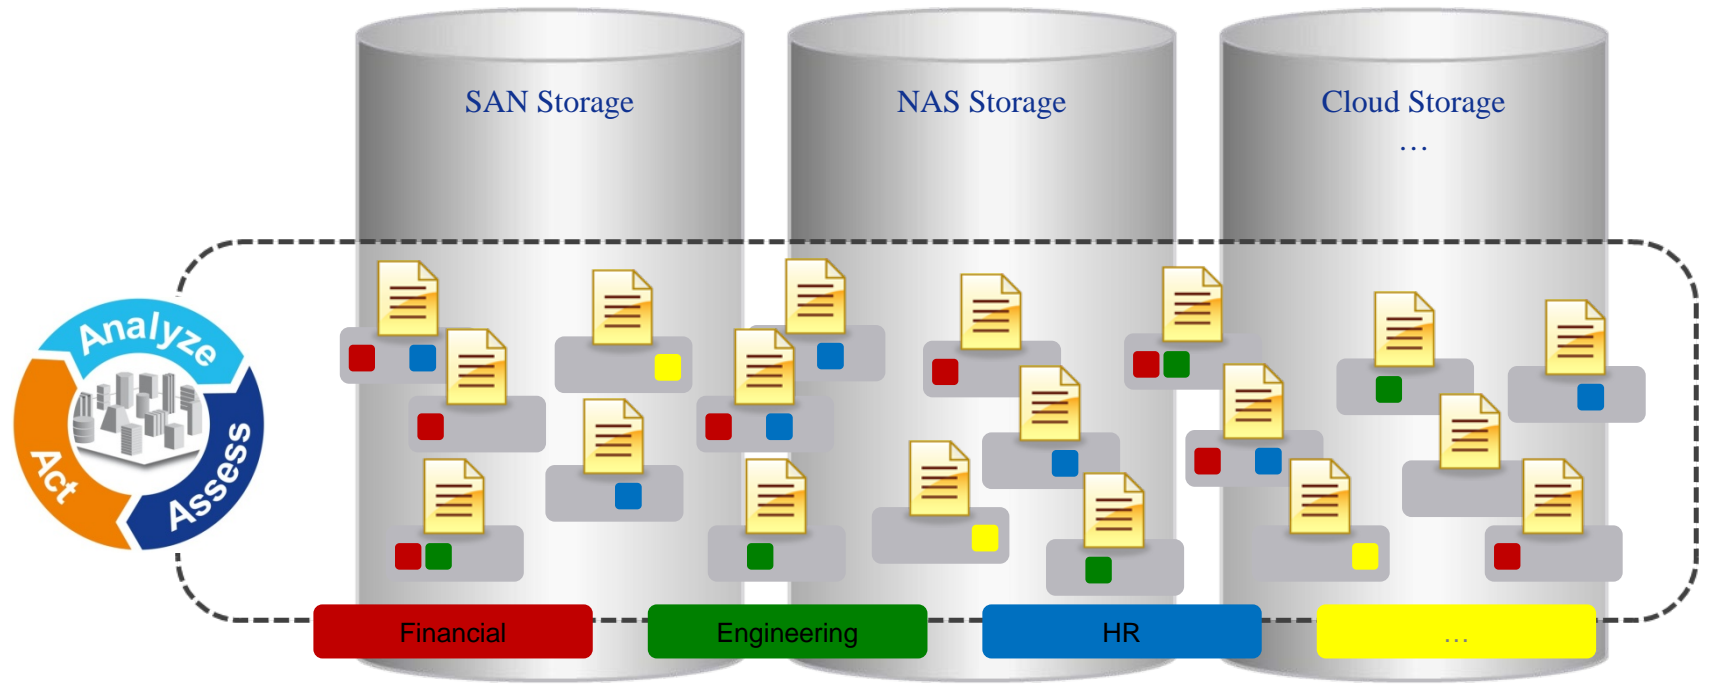 SAN Storage
NAS Storage
Cloud Storage
…
Analyze
Act
Assess
Financial
Engineering
HR
…